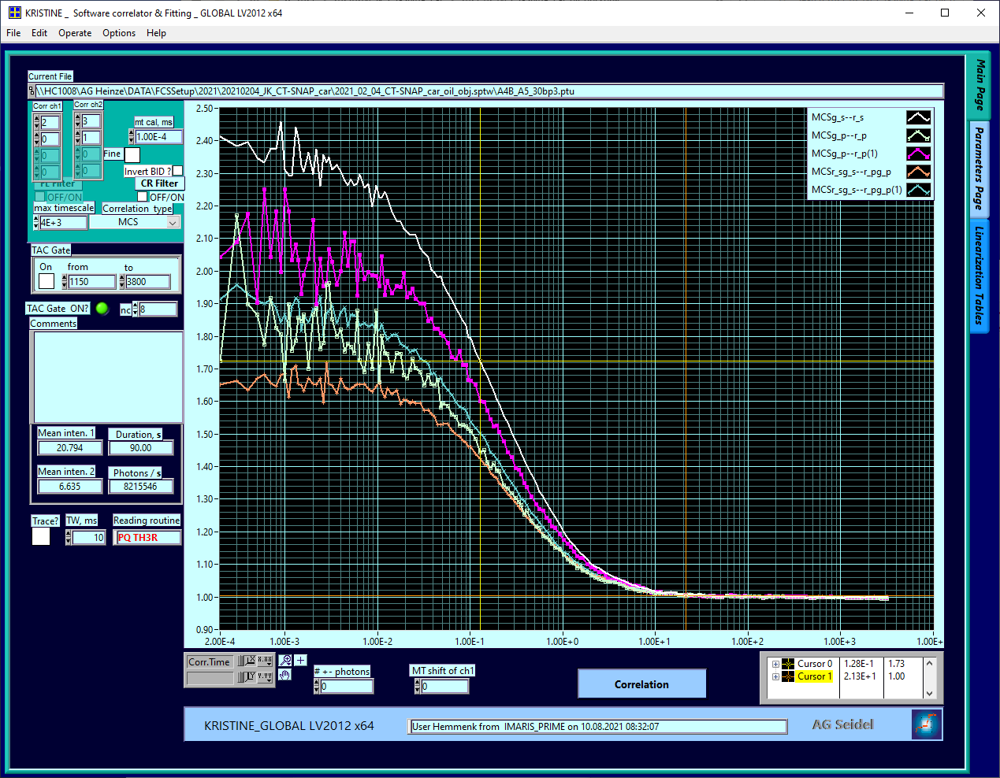 KRISTINE _  Software correlator & Fitting _ GLOBAL LV2012 x64
File Edit Operate Options Help
Current File
\\HC1008\AG Heinze\DATA\FCSSetup\2021\20210204_JK_CT-SNAP_car\2021_02_04_CT-SNAP_car_oil_obj.sptw\A4B_A5_30bp3.ptu
Corr ch1 Corr ch2
2 3
0 1
0 0
0 0
mt cal, ms
1.00E-4
Fine
Invert BID ?
FL Filter CR Filter
OFF/ON OFF/ON
max timescale Correlation type
4E+3 MCS
TAC Gate
On from to
1150 3800
TAC Gate ON? nc 8
Comments
Mean inten. 1 Duration, s
20.794 90.00
Mean inten. 2 Photons / s
6.635 8215546
Trace? TW, ms Reading routine
10 PQ TH3R
2.50
2.40
2.30
2.20
2.10
2.00
1.90
1.80
1.70
1.60
1.50
1.40
1.30
1.20
1.10
1.00
0.90
2.00E-4 1.00E-3 1.00E-2 1.00E-1 1.00E+0 1.00E+1 1.00E+2 1.00E+3 1.00E+
MCSg_s--r_s
MCSg_p--r_p
MCSg_p--r_p(1)
MCSr_sg_s--r_pg_p
MCSr_sg_s--r_pg_p(1)
Corr.Time
X X.XX
Y Y.YY
# +- photons
0
MT shift of ch1
0
Correlation
Cursor 0 1.28E-1 1.73
Cursor 1 2.13E+1 1.00
KRISTINE_GLOBAL LV2012 x64
User Hemmenk from  IMARIS_PRIME on 10.08.2021 08:32:07
AG Seidel
Main Page
Parameters Page
Linearization Tables